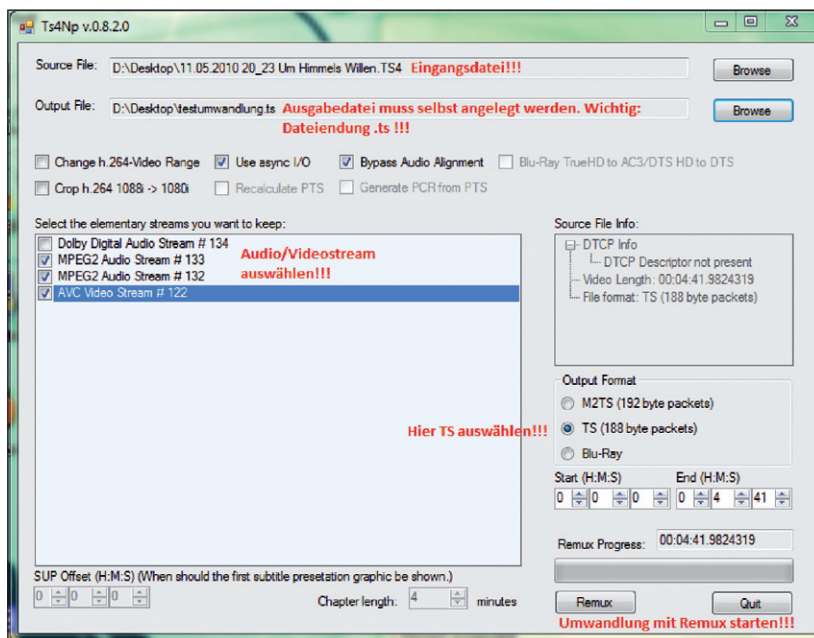 Ts4Np v.0.8.2.0
Source File: D:\Desktop\11.05.2010 20_23 Um Himmels Willen.TS4 Eingangsdatei!!! Browse
Output File: D:\Desktop\testumwandlung.ts Ausgabedatei muss selbst angelegt werden. Wichtig: Browse
Dateiendung .ts !!!
Change h.264-Video Range Use async I/O Bypass Audio Alignment Blu-Ray TrueHD to AC3/DTS HD to DTS
Crop h.264 1088i -> 1080i Recalculate PTS Generate PCR from PTS
Select the elementary streams you want to keep:
Dolby Digital Audio Stream # 134
MPEG2 Audio Stream # 133
MPEG2 Audio Stream # 132
AVC Video Stream # 122
Audio/Videostream
auswählen!!!
Source File Info:
DTCP Info
DTCP Descriptor not present
Video Length: 00:04:41.9824319
File format: TS (188 byte packets)
Output Format
M2TS (192 byte packets)
Hier TS auswählen!!! TS (188 byte packets)
Blu-Ray
Start (H:M:S) End (H:M:S)
0 0 0 0 4 41
Remux Progress: 00:04:41.9824319
SUP Offset (H:M:S) (When should the first subtitle presetation graphic be shown.)
0 0 0 Chapter length: 4 minutes
Remux Quit
Umwandlung mit Remux starten!!!